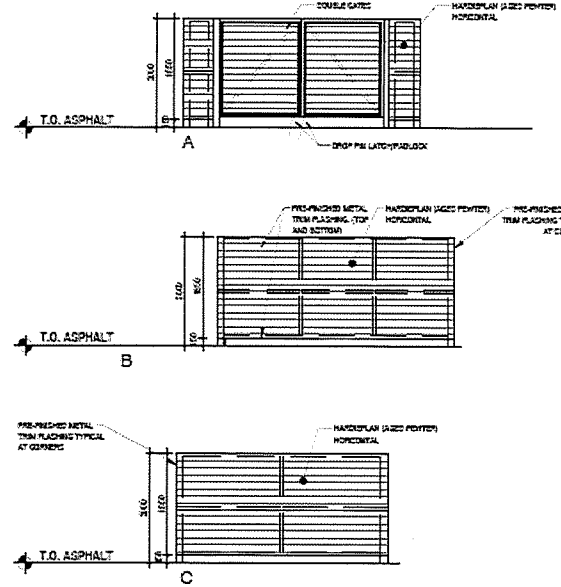 DOUBLE GATES
HARDIEPLAN (AGED PEWTER)
HORIZONTAL
T.O. ASPHALT
A
DROP PIN LATCH/PADLOCK
PRE-FINISHED METAL
TRIM FLASHING (TOP
AND BOTTOM)
HARDIEPLAN (AGED PEWTER)
HORIZONTAL
PRE-FINISHED
TRIM FLASHING
T.O. ASPHALT
B
PRE-FINISHED METAL
TRIM FLASHING TYPICAL
AT CORNERS
HARDIEPLAN (AGED PEWTER)
HORIZONTAL
T.O. ASPHALT
C